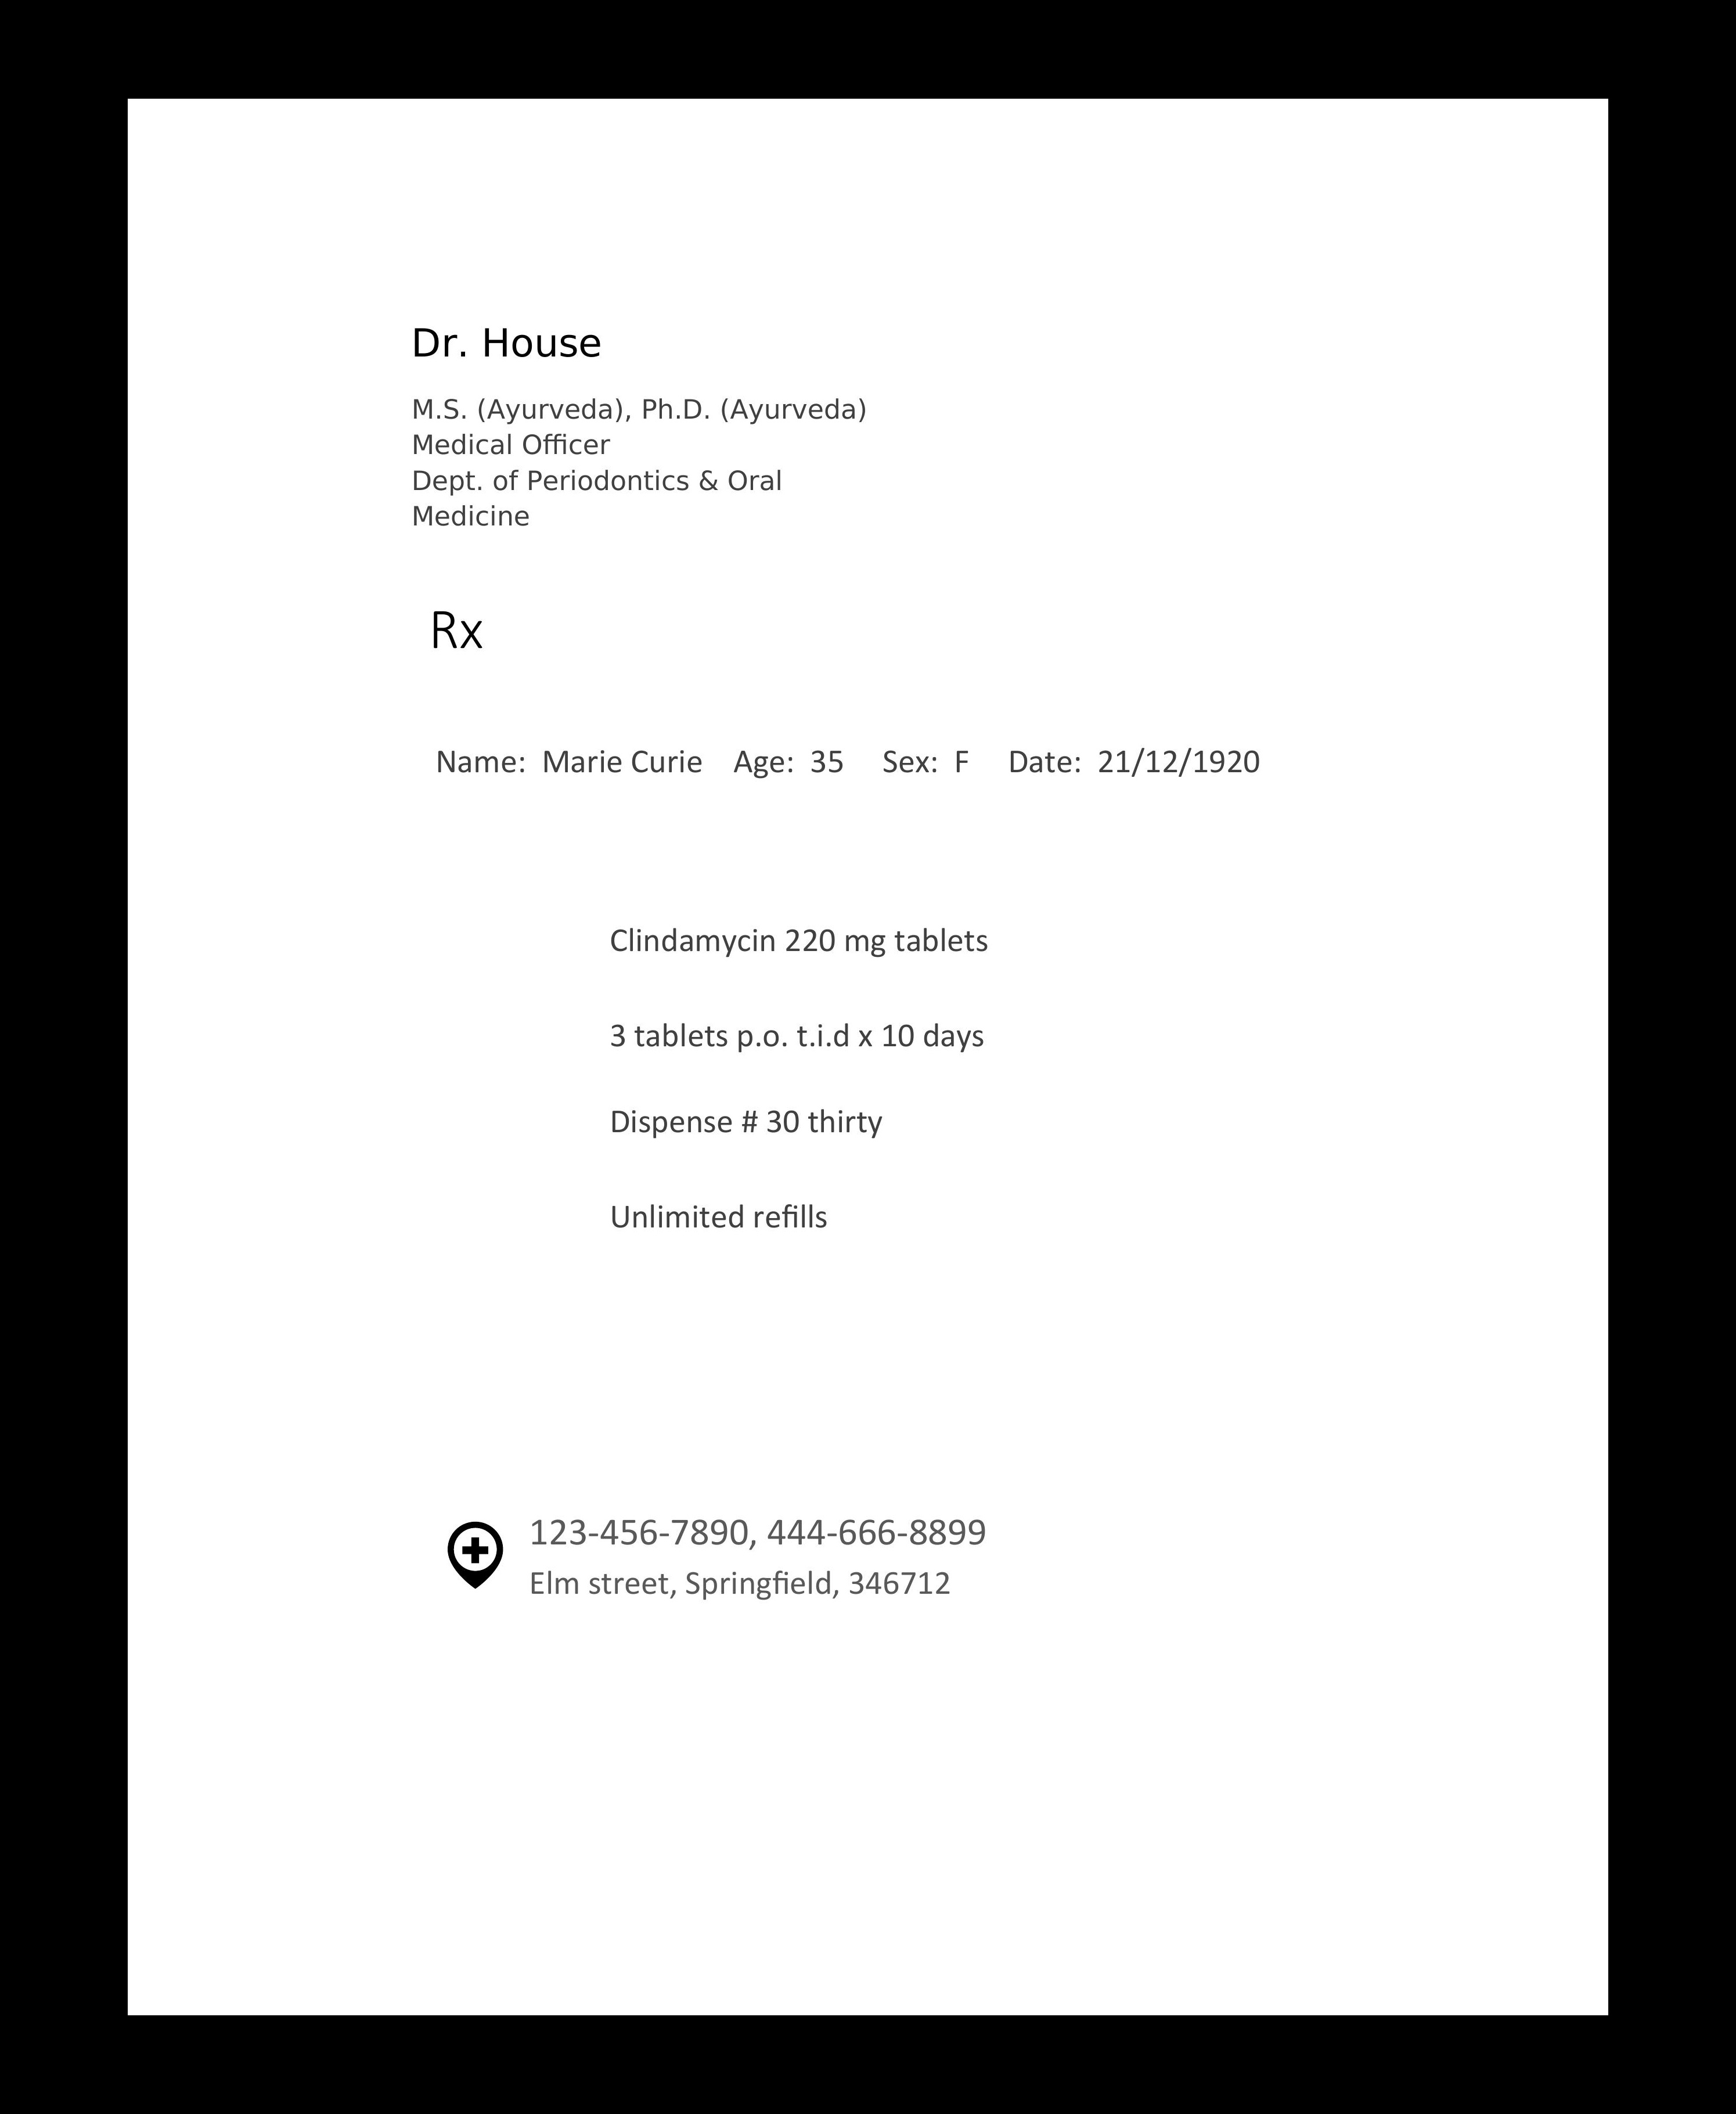 Dr. House
M.S. (Ayurveda), Ph.D. (Ayurveda)
Medical Officer
Dept. of Periodontics & Oral
Medicine
Rx
Name: Marie Curie Age: 35 Sex: F Date: 21/12/1920
Clindamycin 220 mg tablets
3 tablets p.o. t.i.d x 10 days
Dispense # 30 thirty
Unlimited refills
123-456-7890, 444-666-8899
Elm street, Springfield, 346712